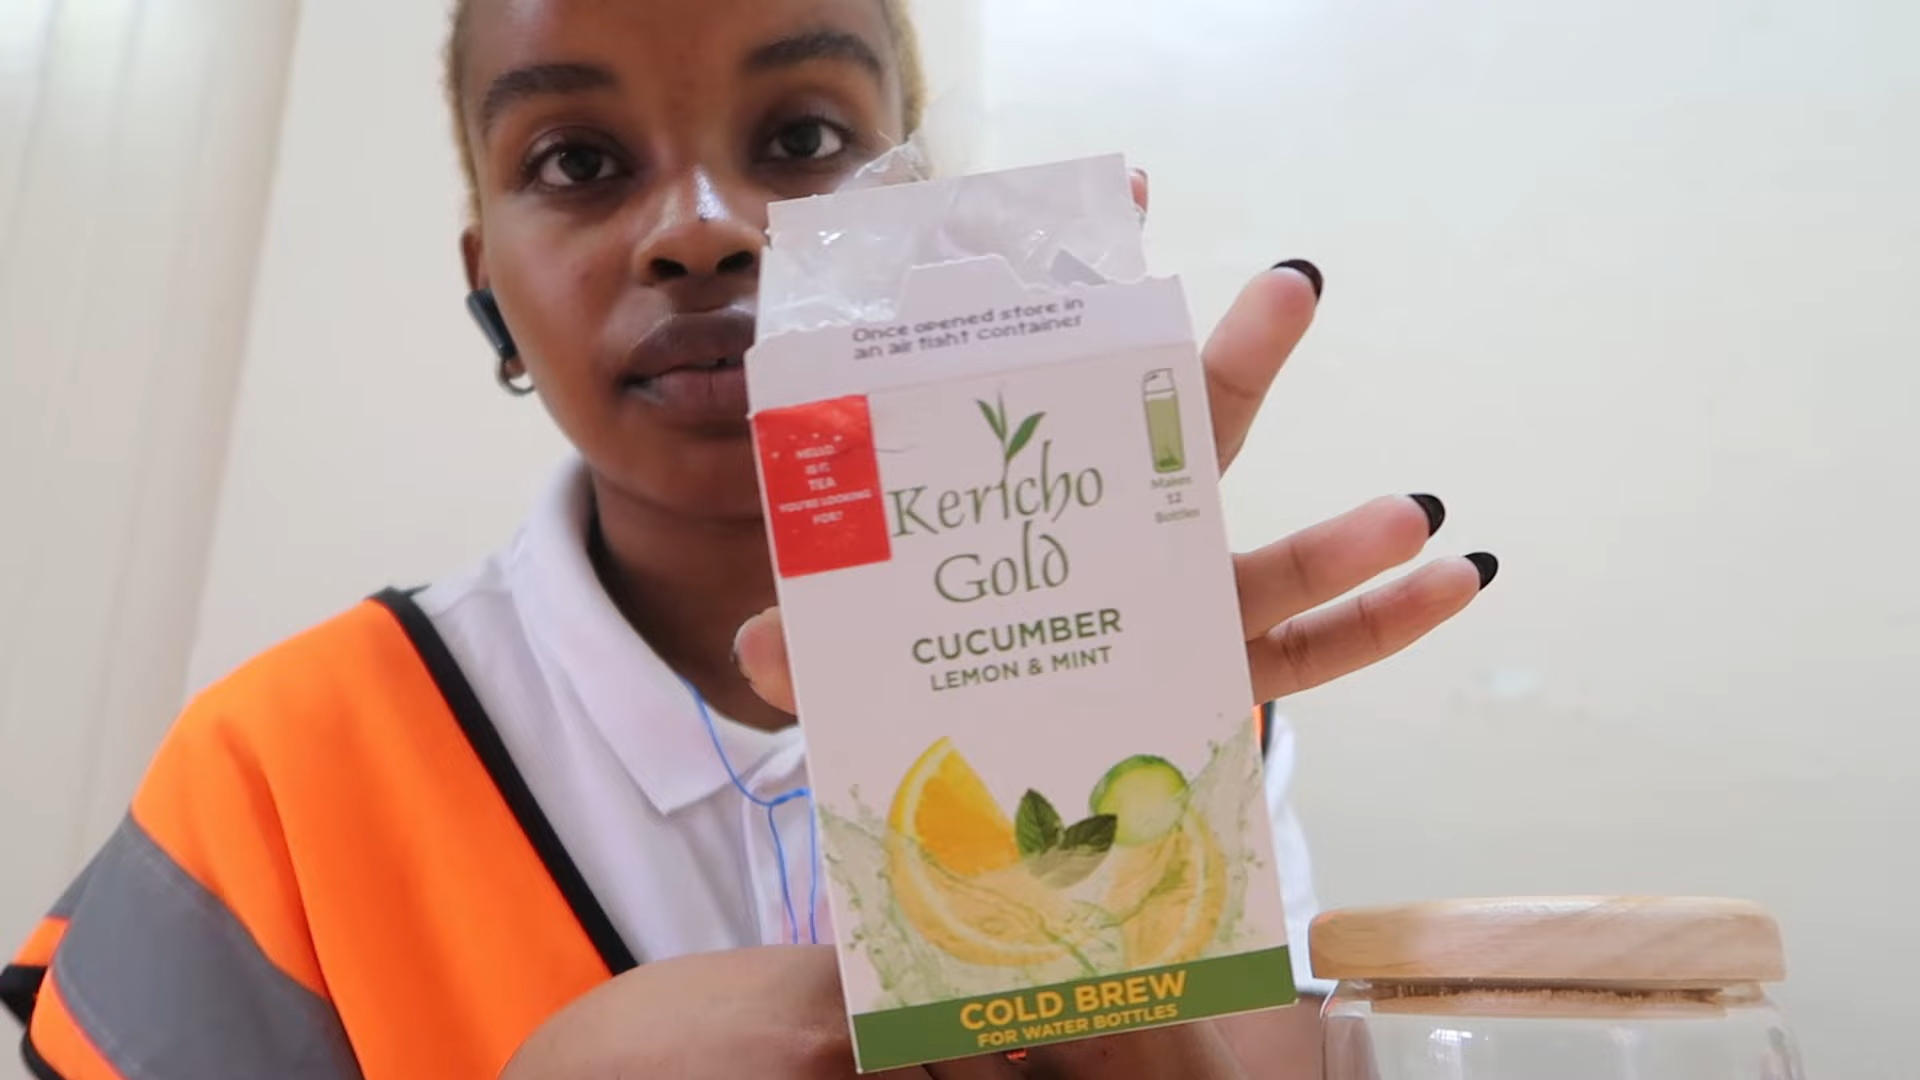 Once opened store in
an air tight container
HELLO,
IS IT
TEA
YOU'RE LOOKING
FOR?
Kericho
Gold
Makes
12
Bottles
CUCUMBER
LEMON & MINT
COLD BREW
FOR WATER BOTTLES